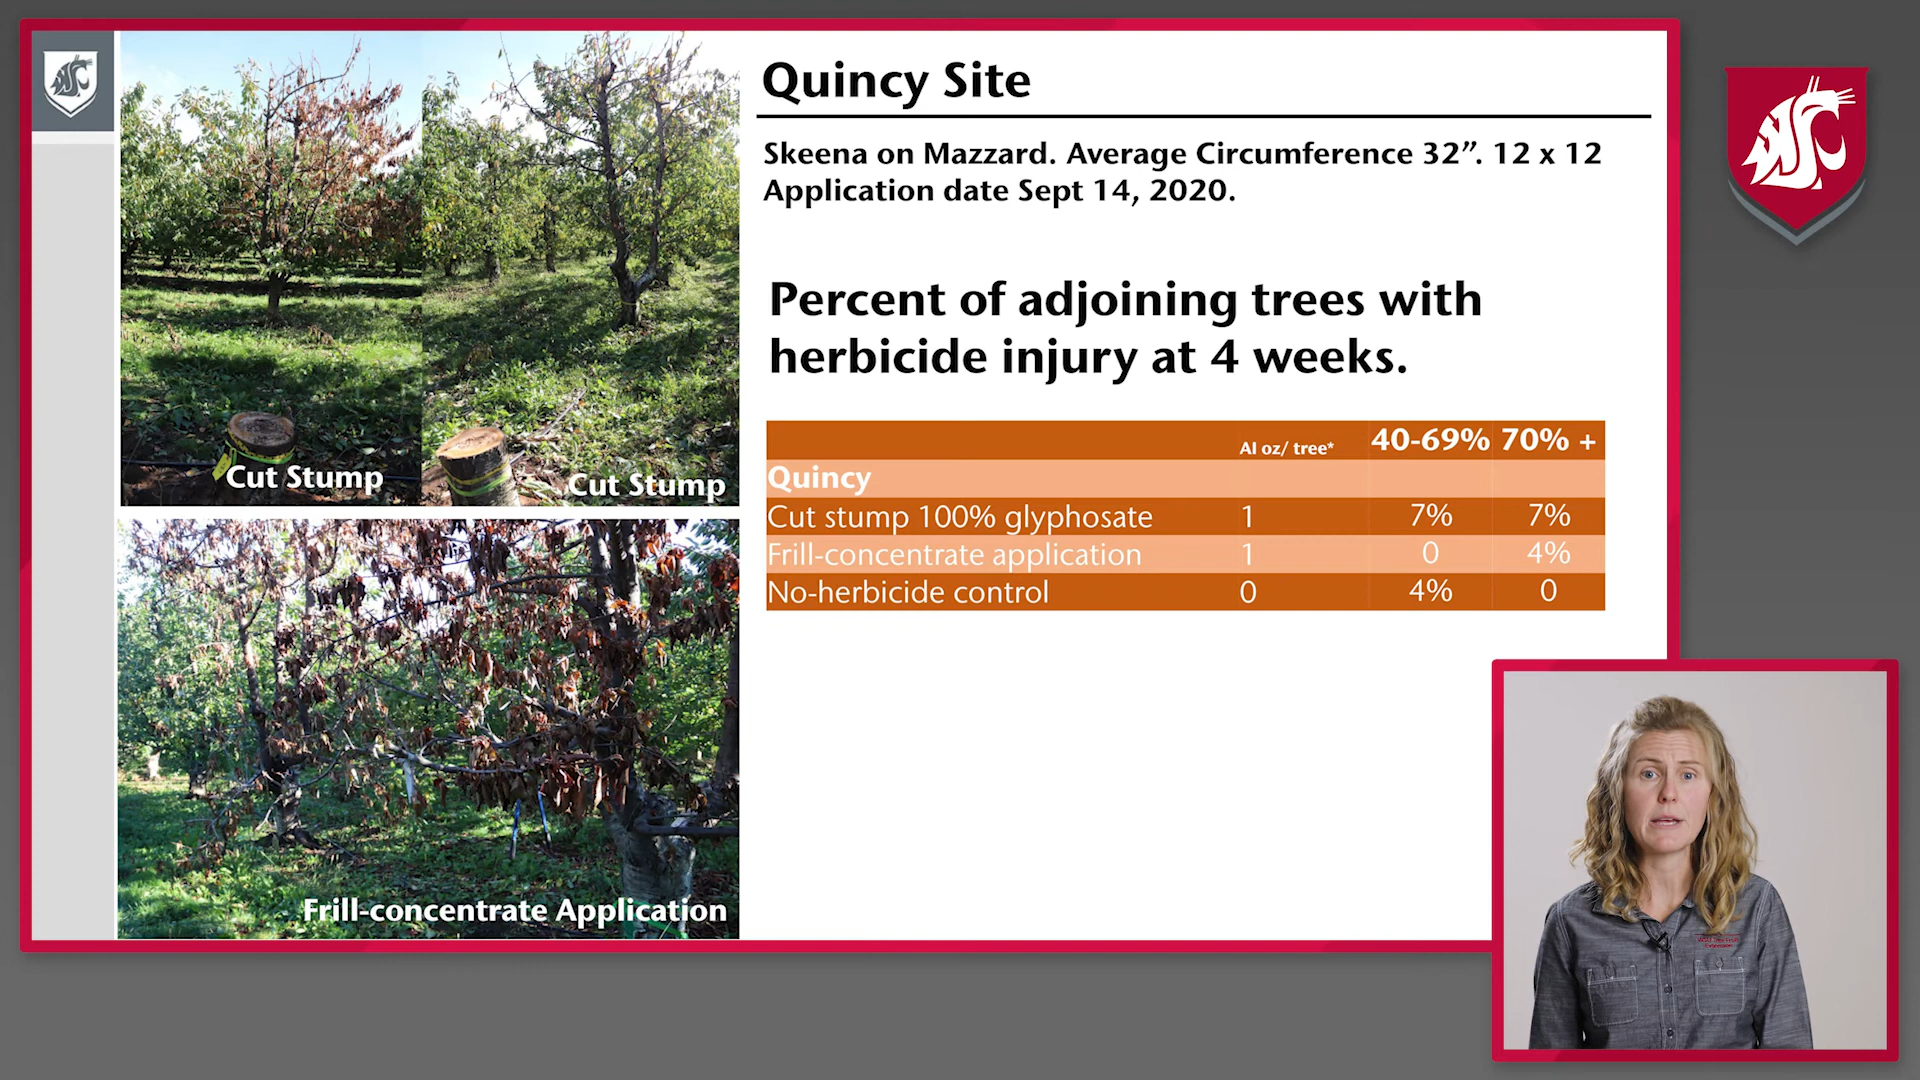 Quincy Site
Skeena on Mazzard. Average Circumference 32”. 12 x 12
Application date Sept 14, 2020.
Percent of adjoining trees with
herbicide injury at 4 weeks.
AI oz/ tree* 40-69% 70% +
Quincy
Cut stump 100% glyphosate 1 7% 7%
Frill-concentrate application 1 0 4%
No-herbicide control 0 4% 0
Cut Stump
Cut Stump
Frill-concentrate Application